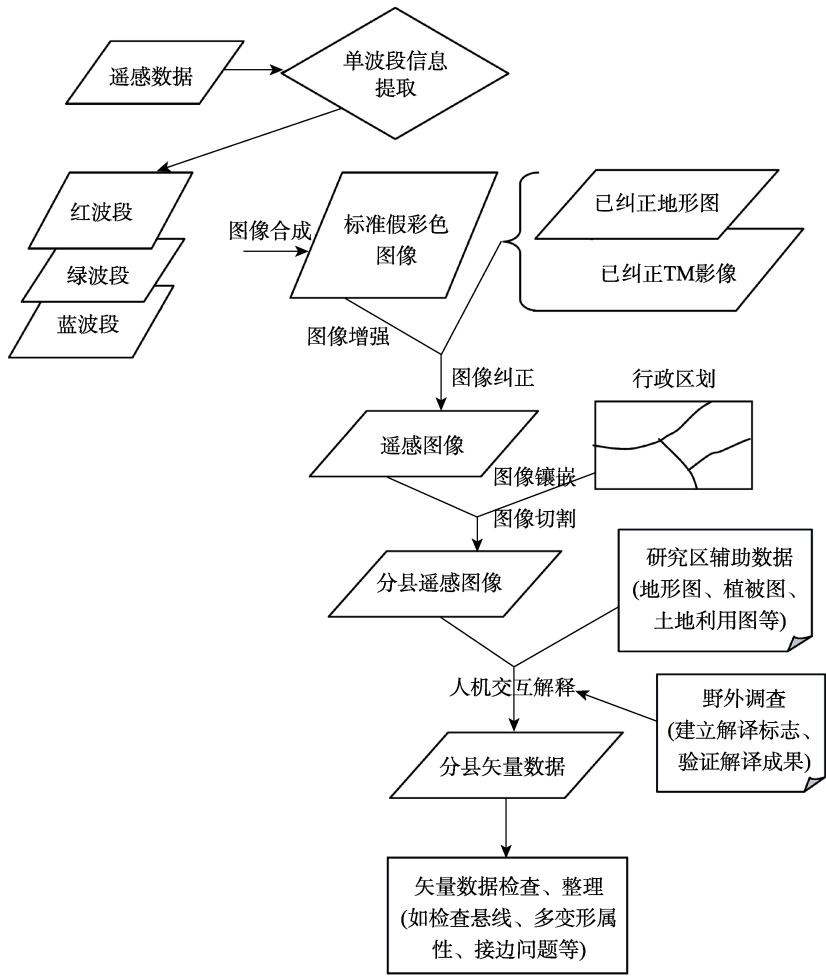 遥感数据
单波段信息
提取
红波段
绿波段
蓝波段
图像合成
标准假彩色
图像
已纠正地形图
已纠正TM影像
图像增强
图像纠正
行政区划
遥感图像
图像镶嵌
图像切割
分县遥感图像
研究区辅助数据
(地形图、植被图、
土地利用图等)
人机交互解释
野外调查
(建立解译标志、
验证解译成果)
分县矢量数据
矢量数据检查、整理
(如检查悬线、多变形属
性、接边问题等)